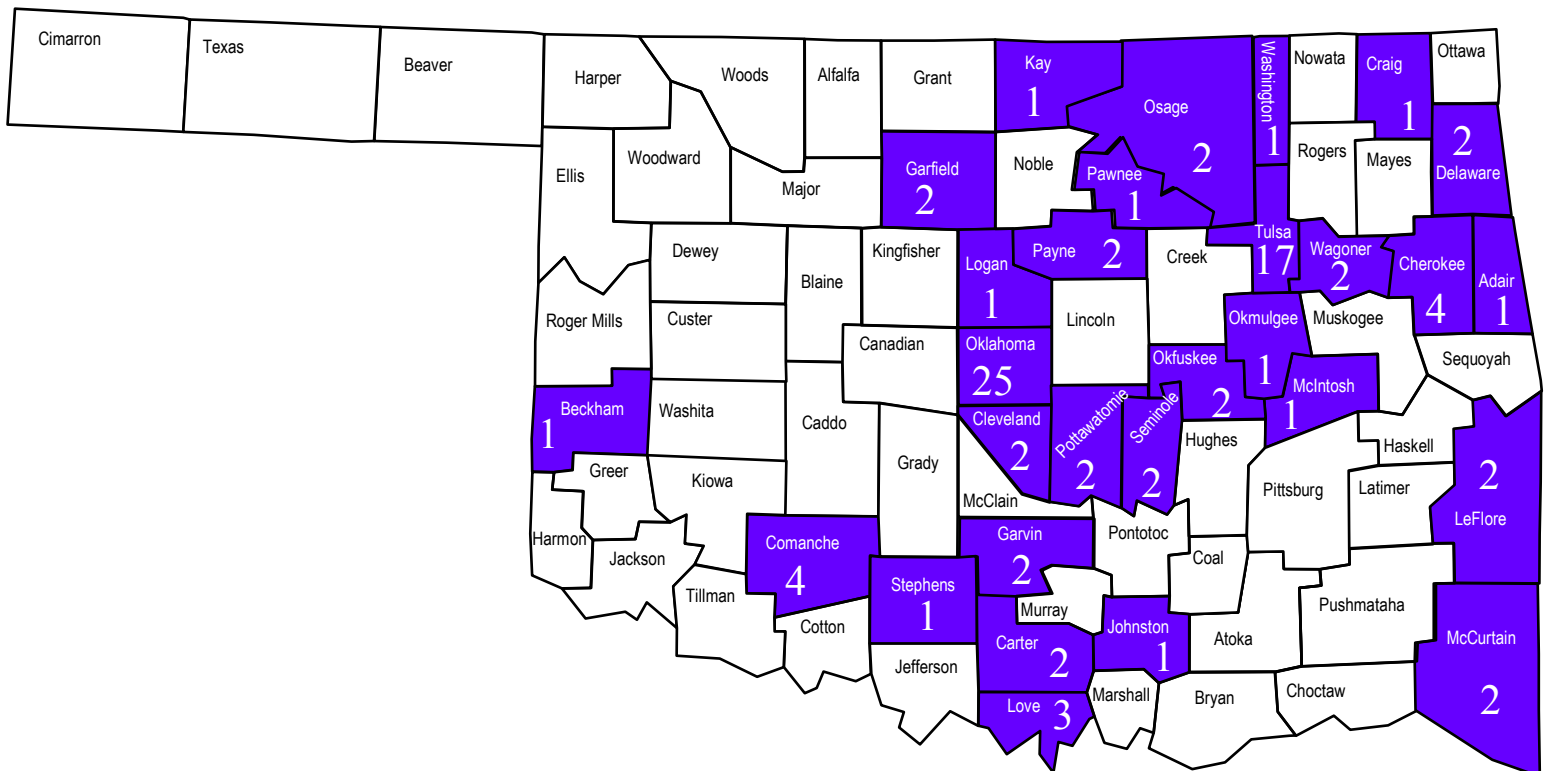 Cimarron
Texas
Beaver
Harper
Woods
Alfalfa
Grant
Kay
1
Osage
2
Washington
1
Nowata
Craig
1
Ottawa
Ellis
Woodward
Major
Garfield
2
Noble
Pawnee
1
Rogers
Mayes
2
Delaware
Dewey
Blaine
Kingfisher
Logan
1
Payne
2
Creek
Tulsa
17
Wagoner
2
Cherokee
4
Adair
1
Roger Mills
Custer
Canadian
Oklahoma
25
Lincoln
Okfuskee
2
Okmulgee
1
Muskogee
McIntosh
1
Sequoyah
Beckham
1
Washita
Caddo
Grady
Cleveland
2
McClain
Pottawatomie
2
Seminole
2
Hughes
Pittsburg
Haskell
Latimer
2
LeFlore
Greer
Kiowa
Harmon
Jackson
Tillman
Comanche
4
Stephens
1
Garvin
2
Pontotoc
Coal
Murray
Johnston
1
Atoka
Pushmataha
McCurtain
2
Cotton
Jefferson
Carter
2
Love
3
Marshall
Bryan
Choctaw